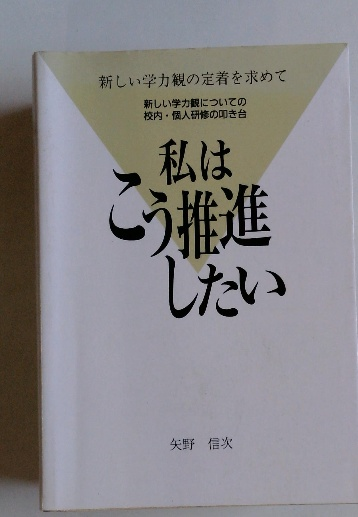 新しい学力観の定着を求めて
新しい学力観についての
校内・個人研修の叩き台
私は
こう推進
したい
矢野 信次